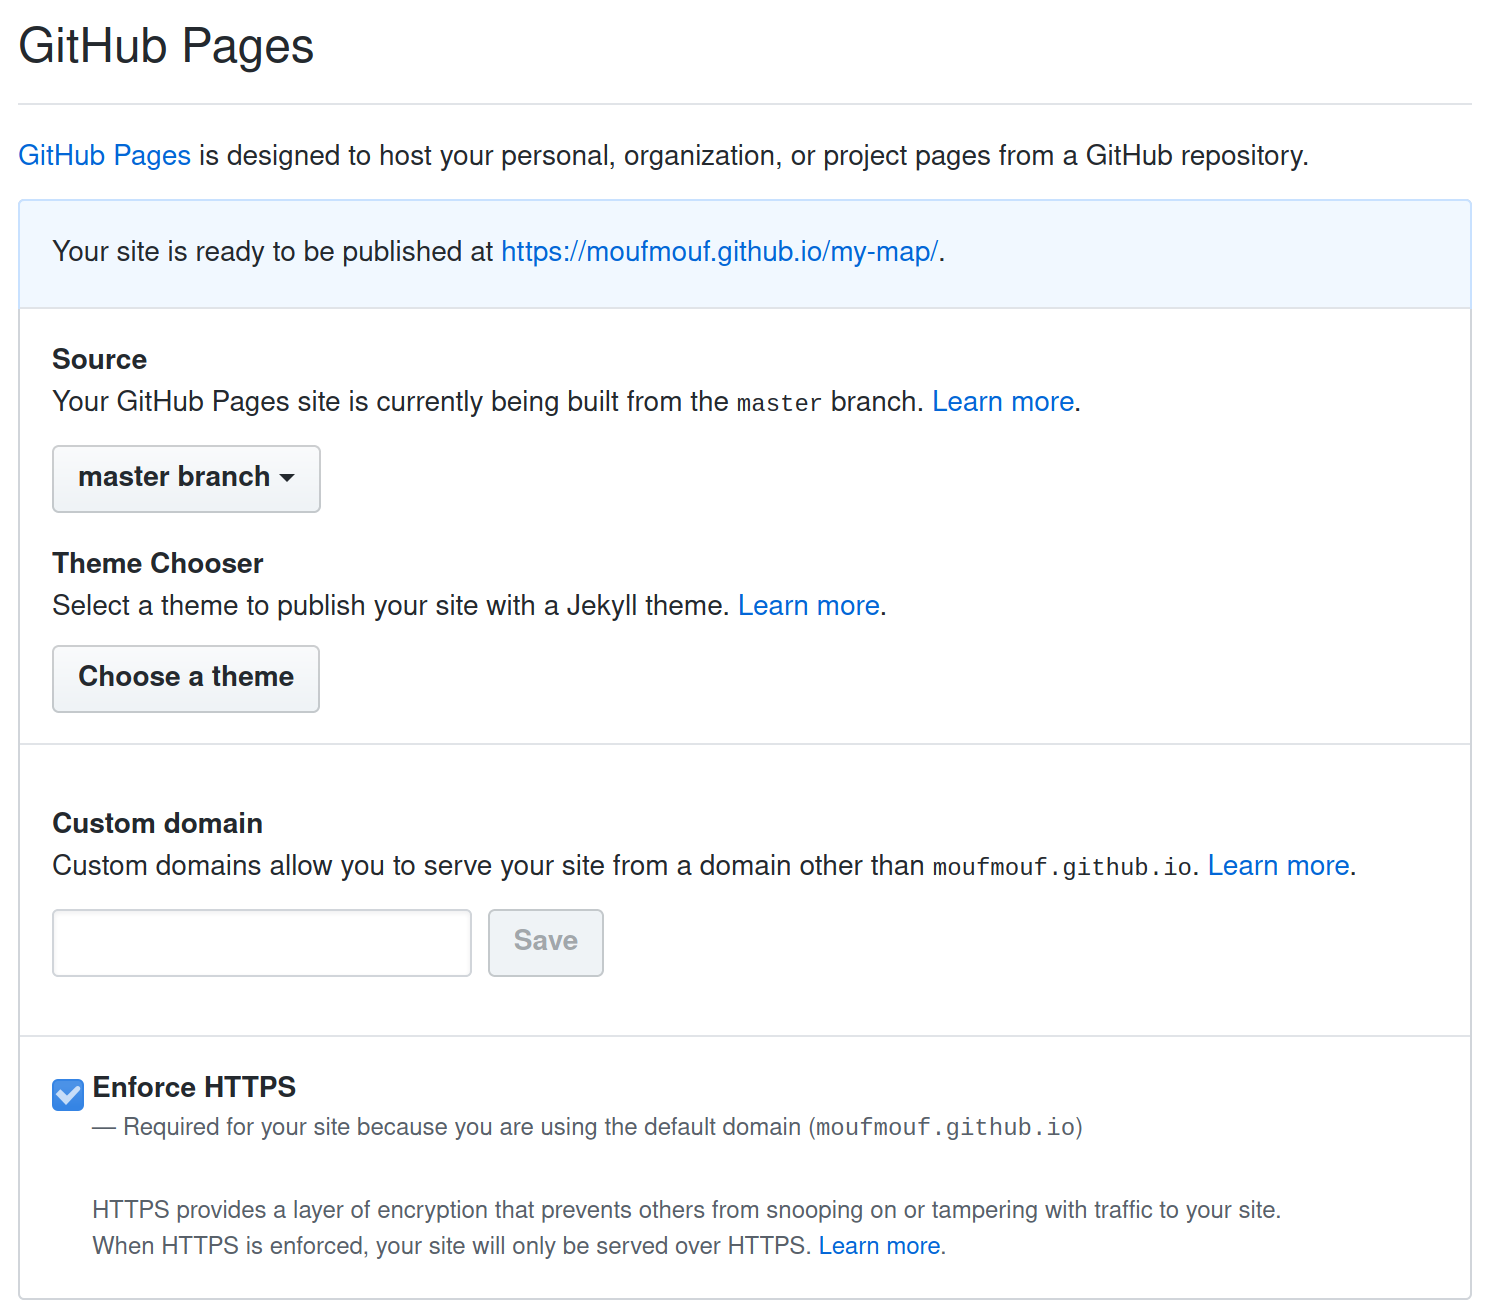 GitHub Pages
GitHub Pages is designed to host your personal, organization, or project pages from a GitHub repository.
Your site is ready to be published at https://moufmouf.github.io/my-map/.
Source
Your GitHub Pages site is currently being built from the master branch. Learn more.
master branch
Theme Chooser
Select a theme to publish your site with a Jekyll theme. Learn more.
Choose a theme
Custom domain
Custom domains allow you to serve your site from a domain other than moufmouf.github.io. Learn more.
Save
Enforce HTTPS
— Required for your site because you are using the default domain (moufmouf.github.io)
HTTPS provides a layer of encryption that prevents others from snooping on or tampering with traffic to your site.
When HTTPS is enforced, your site will only be served over HTTPS. Learn more.